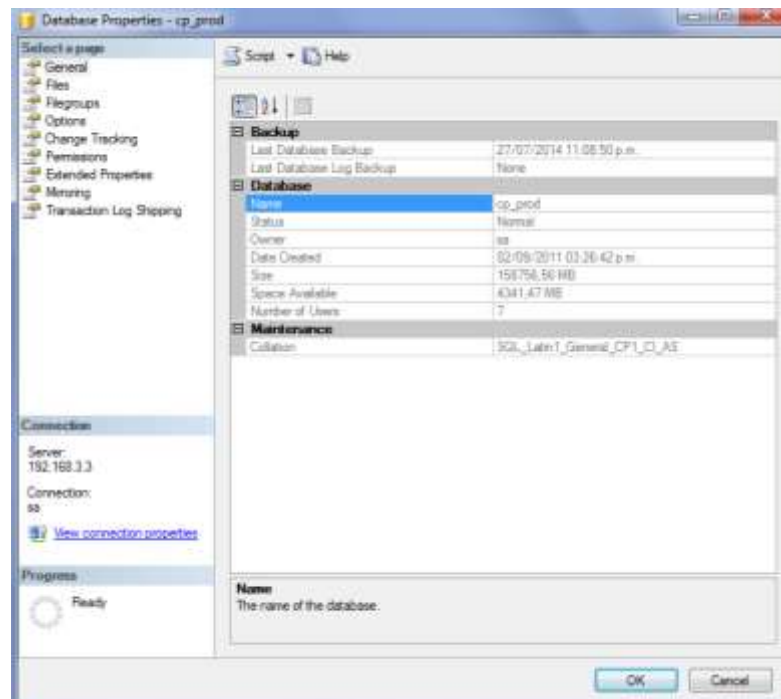 Database Properties - cp_prod
Select a page
General
Files
Filegroups
Options
Change Tracking
Permissions
Extended Properties
Mirroring
Transaction Log Shipping
Script
Help
Backup
Last Database Backup 27/07/2014 11:08:50 p.m.
Last Database Log Backup None
Database
Name cp_prod
Status Normal
Owner sa
Date Created 02/09/2011 03:26:42 p.m.
Size 158756,56 MB
Space Available 4341,47 MB
Number of Users 7
Maintenance
Collation SQL_Latin1_General_CP1_CI_AS
Connection
Server:
192.168.3.3
Connection:
sa
View connection properties
Progress
Ready
Name
The name of the database.
OK
Cancel